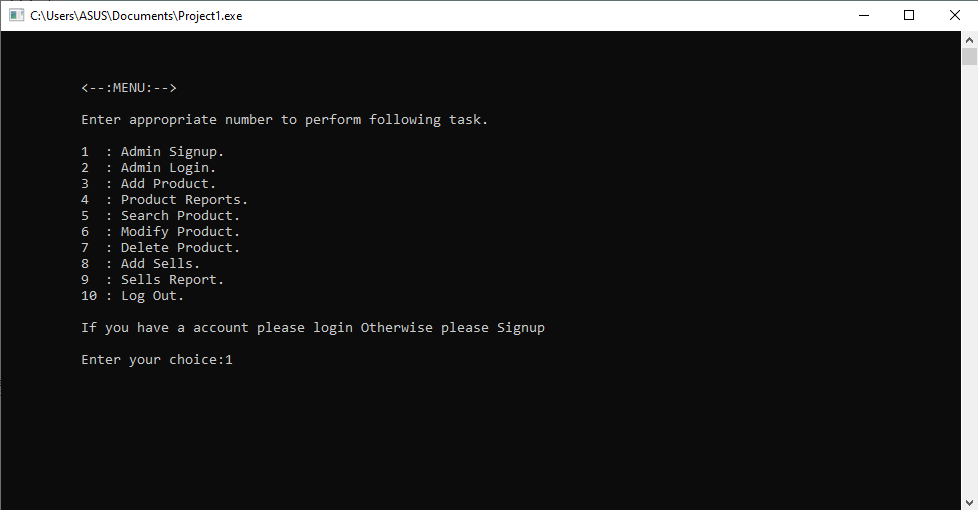 C:\Users\ASUS\Documents\Project1.exe
<--:MENU:-->
Enter appropriate number to perform following task.
1  : Admin Signup.
2  : Admin Login.
3  : Add Product.
4  : Product Reports.
5  : Search Product.
6  : Modify Product.
7  : Delete Product.
8  : Add Sells.
9  : Sells Report.
10 : Log Out.
If you have a account please login Otherwise please Signup
Enter your choice:1